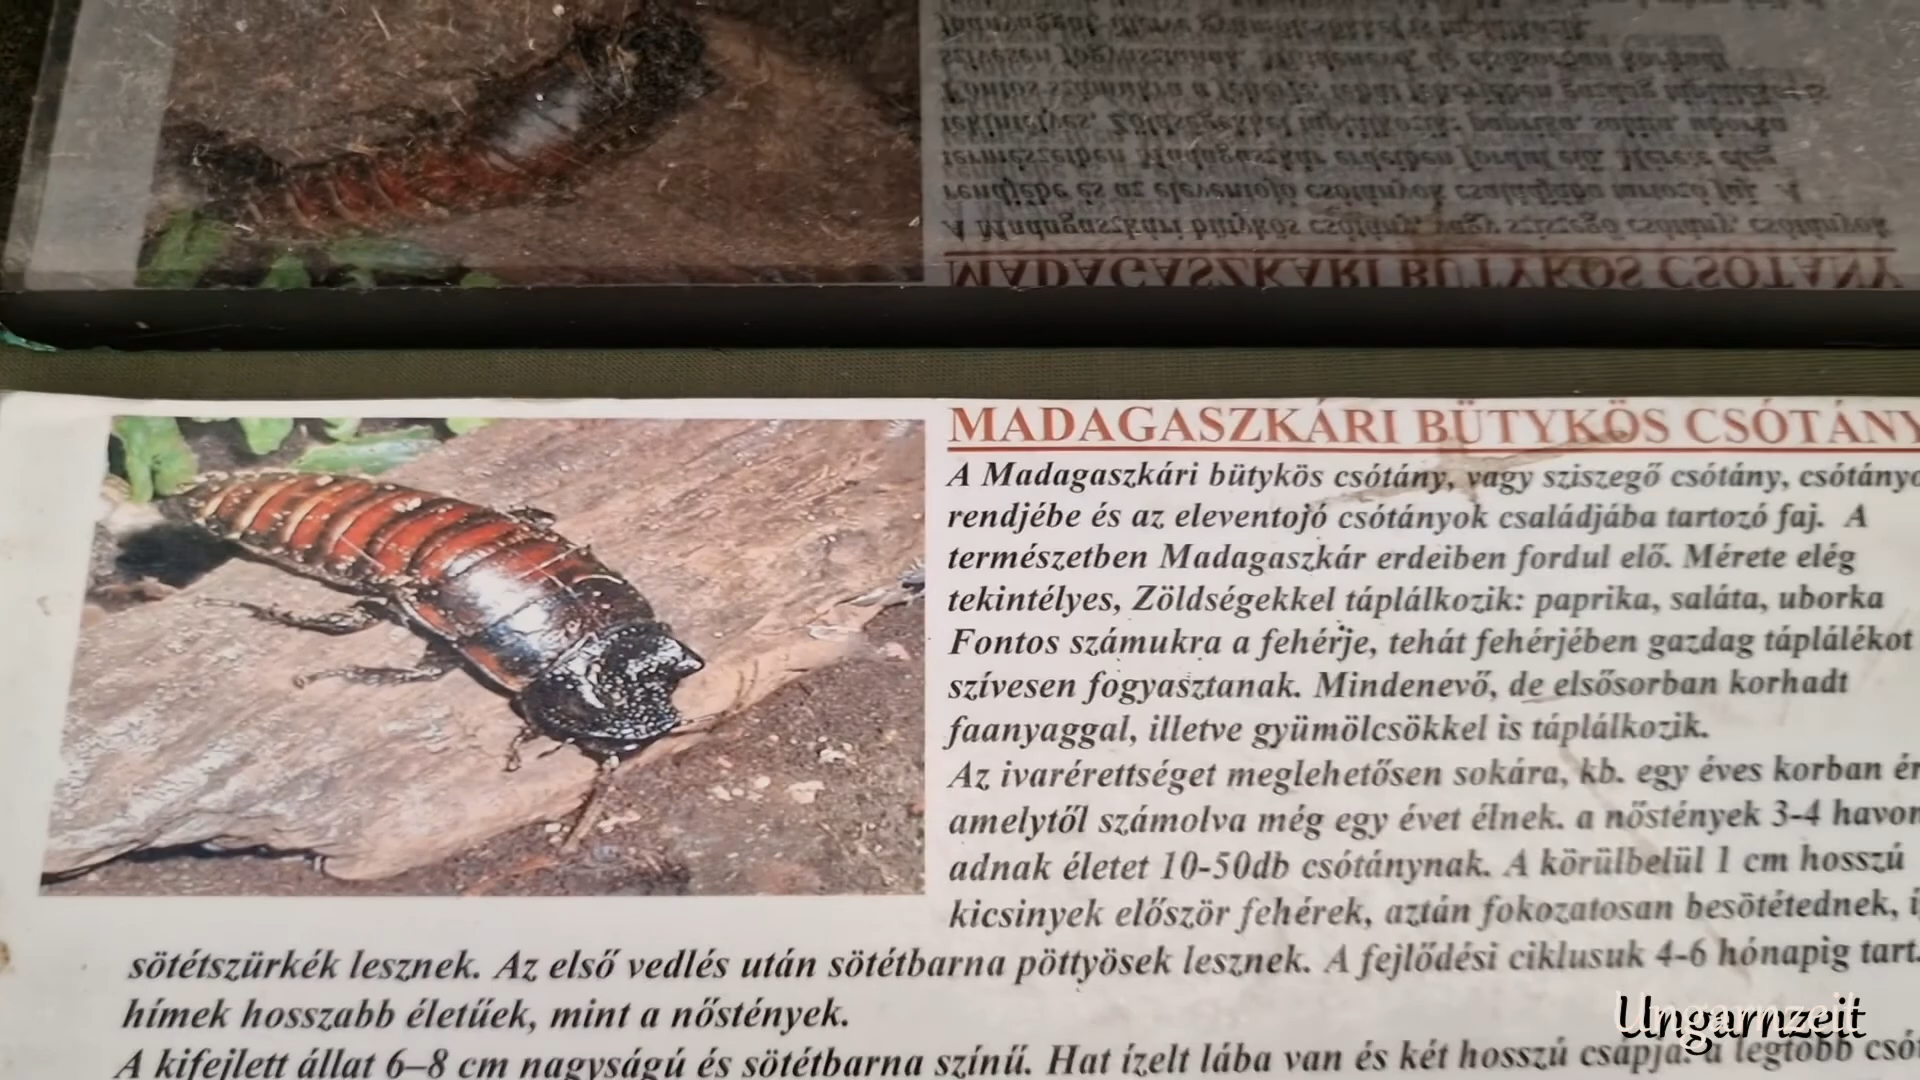 MADAGASZKÁRI BÜTYKÖS CSÓTÁNY
A Madagaszkári bütykös csótány, vagy sziszegő csótány, csótányo
rendjébe és az eleventojó csótányok családjába tartozó faj. A
természetben Madagaszkár erdeiben fordul elő. Mérete elég
tekintélyes, Zöldségekkel táplálkozik: paprika, saláta, uborka
Fontos számukra a fehérje, tehát fehérjében gazdag táplálékot
szívesen fogyasztanak. Mindenevő, de elsősorban korhadt
faanyaggal, illetve gyümölcsökkel is táplálkozik.
Az ivarérettséget meglehetősen sokára, kb. egy éves korban ér
amelytől számolva még egy évet élnek. a nőstények 3-4 havon
adnak életet 10-50db csótánynak. A körülbelül 1 cm hosszú
kicsinyek először fehérek, aztán fokozatosan besötétednek,
sötétszürkék lesznek. Az első vedlés után sötétbarna pöttyösek lesznek. A fejlődési ciklusuk 4-6 hónapig tart.
hímek hosszabb életűek, mint a nőstények.
A kifejlett állat 6–8 cm nagyságú és sötétbarna színű. Hat ízelt lába van és két hosszú csápja. a legtöbb csó
Ungarnzeit